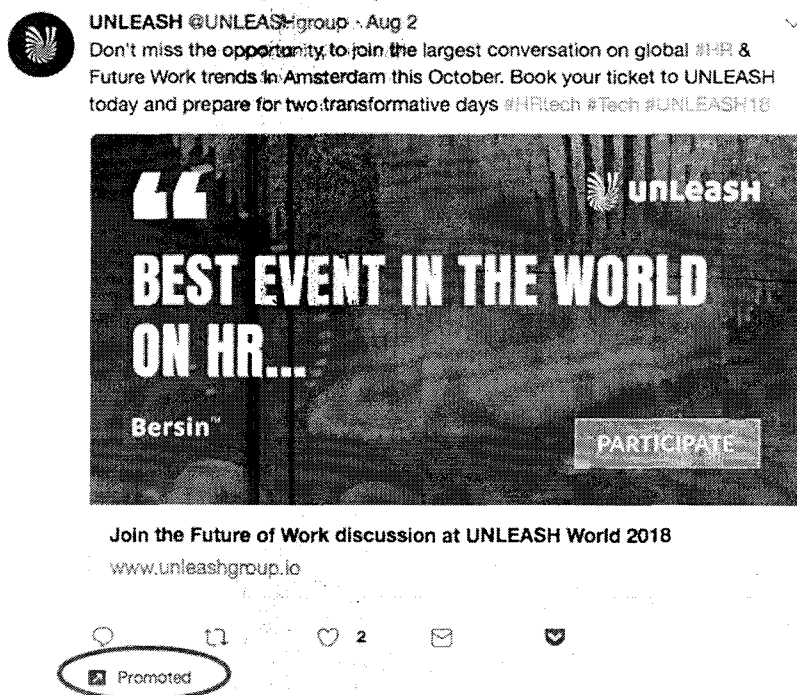 UNLEASH @UNLEASHgroup · Aug 2
Don't miss the opportunity to join the largest conversation on global #HR &
Future Work trends in Amsterdam this October. Book your ticket to UNLEASH
today and prepare for two transformative days #HRtech #Tech #UNLEASH18
“
unLeaSH
BEST EVENT IN THE WORLD
ON HR...
Bersin™
PARTICIPATE
Join the Future of Work discussion at UNLEASH World 2018
www.unleashgroup.io
2
Promoted